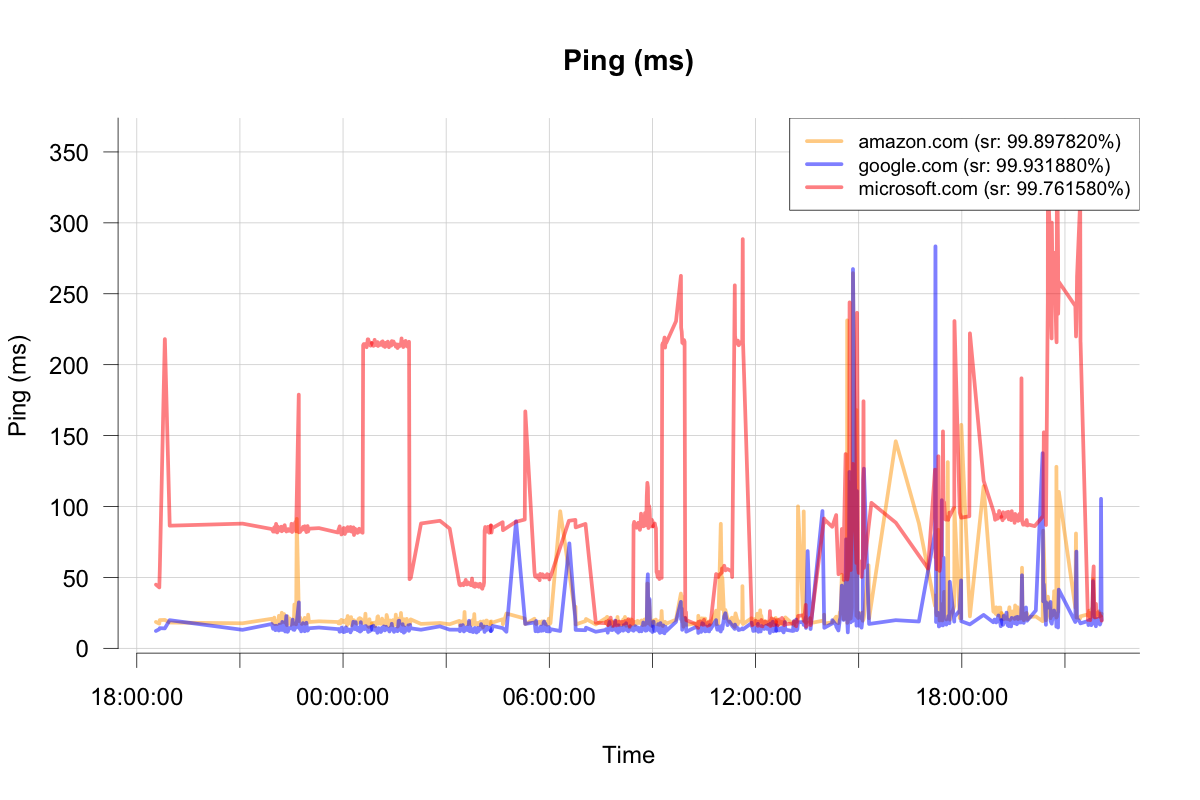 Ping (ms)
amazon.com (sr: 99.897820%)
google.com (sr: 99.931880%)
microsoft.com (sr: 99.761580%)
Ping (ms)
350
300
250
200
150
100
50
0
18:00:00 00:00:00 06:00:00 12:00:00 18:00:00
Time